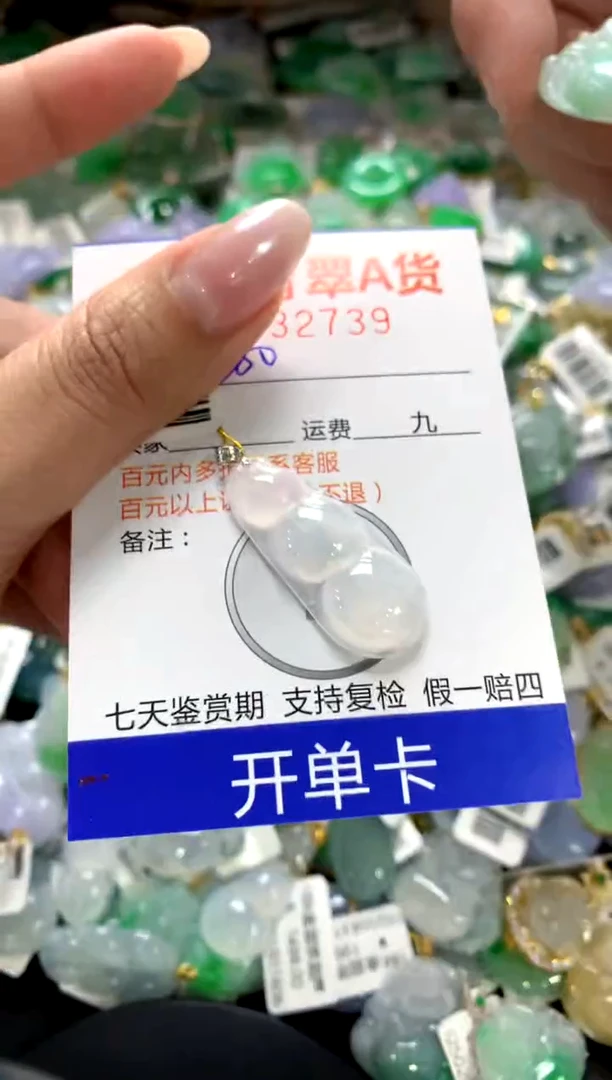 翠A货
32739
运费 九
百元内多 系客服
百元以上 不退）
备注：
七天鉴赏期 支持复检 假一赔四
开单卡